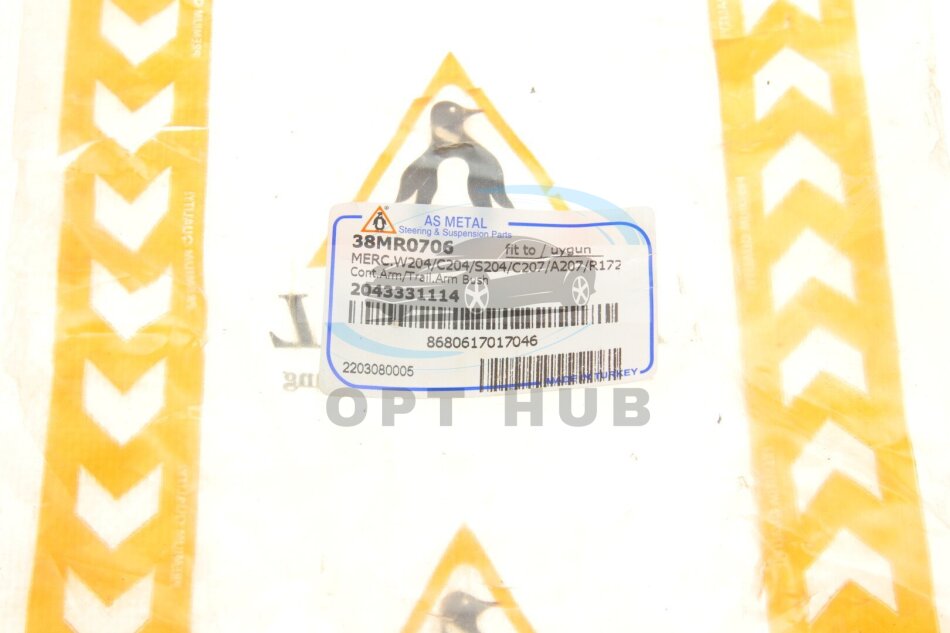 AS METAL
Steering & Suspension Parts
38MR0706 fit to / uygun
MERC.W204/C204/S204/C207/A207/R172
Cont.Arm/Trail.Arm Bush
2043331114
8680617017046
2203080005
MADE IN TURKEY
OPT HUB